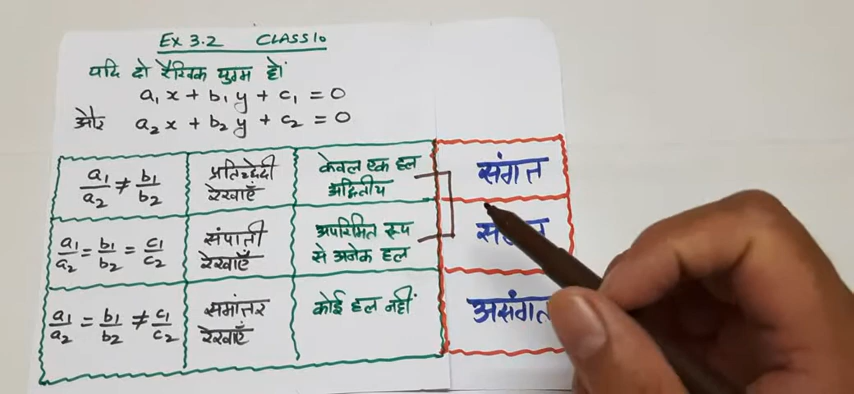 Ex 3.2 CLASS 10
यदि दो रैखिक युग्म हों
a₁x + b₁y + c₁ = 0
और a₂x + b₂y + c₂ = 0
a₁/a₂ ≠ b₁/b₂
प्रतिच्छेदी
रेखाएँ
केवल एक हल
अद्वितीय
संगत
a₁/a₂ = b₁/b₂ = c₁/c₂
संपाती
रेखाएँ
अपरिमित रूप
से अनेक हल
a₁/a₂ = b₁/b₂ ≠ c₁/c₂
समांतर
रेखाएँ
कोई हल नहीं
असंगत